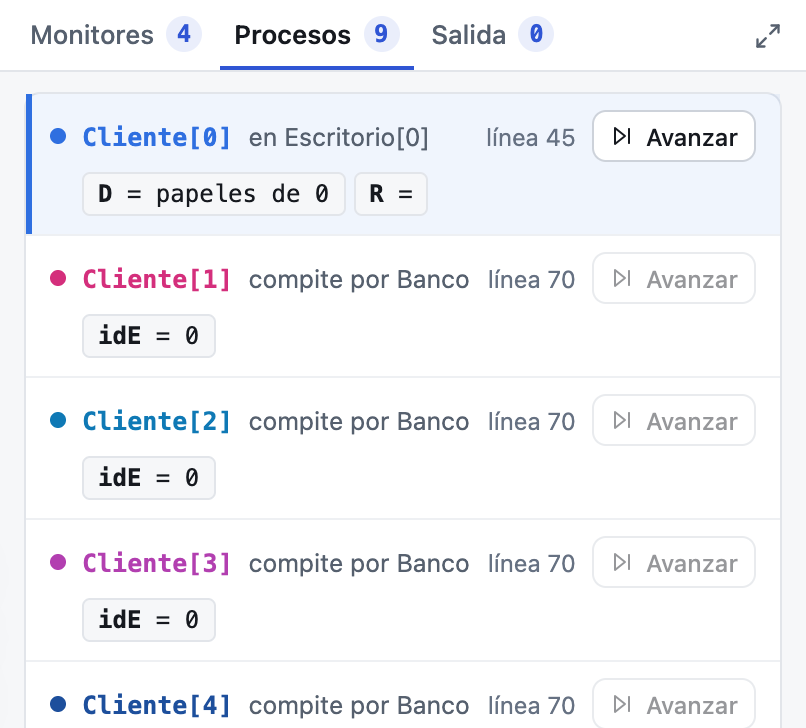 Monitores 4 Procesos 9 Salida 0
Cliente[0] en Escritorio[0] línea 45 Avanzar
D = papeles de 0 R =
Cliente[1] compite por Banco línea 70 Avanzar
idE = 0
Cliente[2] compite por Banco línea 70 Avanzar
idE = 0
Cliente[3] compite por Banco línea 70 Avanzar
idE = 0
Cliente[4] compite por Banco línea 70 Avanzar